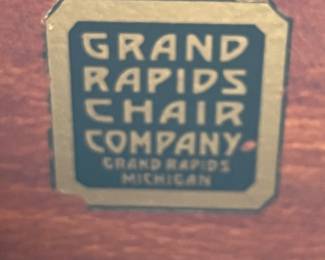 GRAND
RAPIDS
CHAIR
COMPANY
GRAND RAPIDS
MICHIGAN